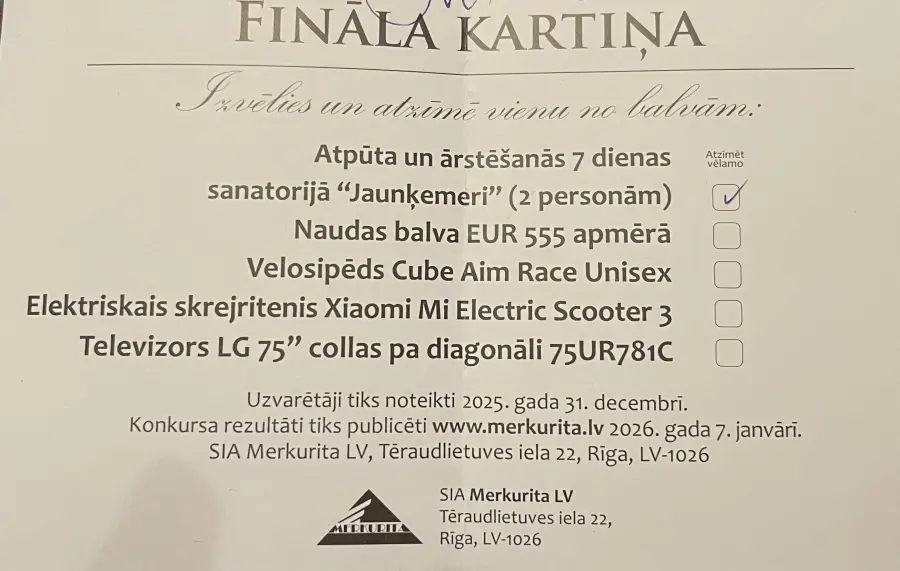 FINĀLA KARTIŅA
Izvēlies un atzīmē vienu no balvām:
Atpūta un ārstēšanās 7 dienas
sanatorijā “Jaunķemeri” (2 personām)
Atzīmēt
vēlamo
Naudas balva EUR 555 apmērā
Velosipēds Cube Aim Race Unisex
Elektriskais skrejritenis Xiaomi Mi Electric Scooter 3
Televizors LG 75” collas pa diagonāli 75UR781C
Uzvarētāji tiks noteikti 2025. gada 31. decembrī.
Konkursa rezultāti tiks publicēti www.merkurita.lv 2026. gada 7. janvārī.
SIA Merkurita LV, Tēraudlietuves iela 22, Rīga, LV-1026
MERKURITA
SIA Merkurita LV
Tēraudlietuves iela 22,
Rīga, LV-1026